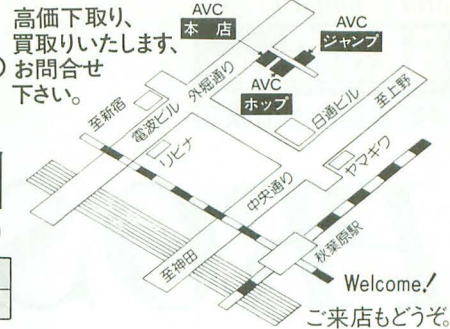 高価下取り、
買取りいたします、
お問合せ
下さい。
AVC
本店
AVC
ジャンプ
AVC
ホップ
外堀通り
至新宿
電波ビル
リビナ
日通ビル
至上野
ヤマギワ
中央通り
至神田
秋葉原駅
Welcome!
ご来店もどうぞ。